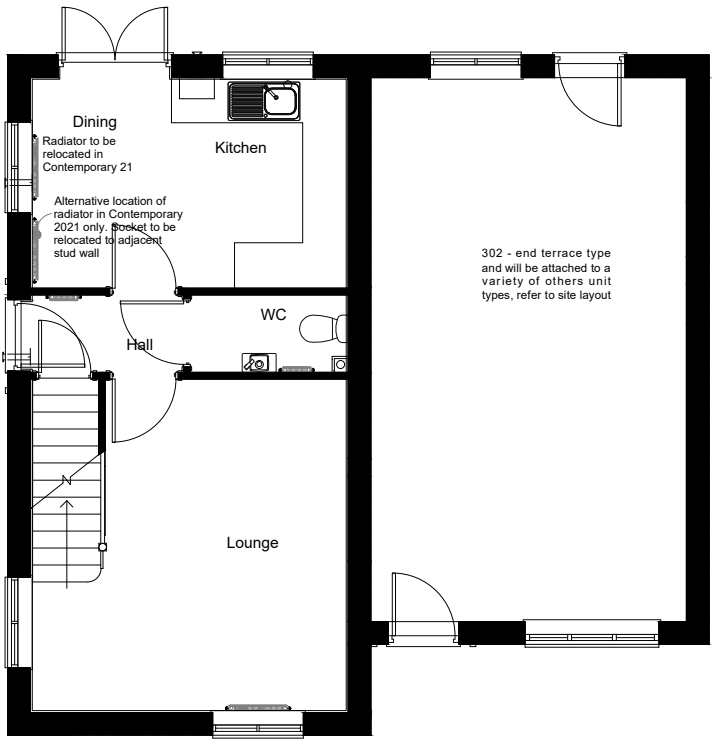 Dining
Radiator to be
relocated in
Contemporary 21
Kitchen
Alternative location of
radiator in Contemporary
2021 only. Socket to be
relocated to adjacent
stud wall
302 - end terrace type
and will be attached to a
variety of others unit
types, refer to site layout
WC
Hall
N
Lounge